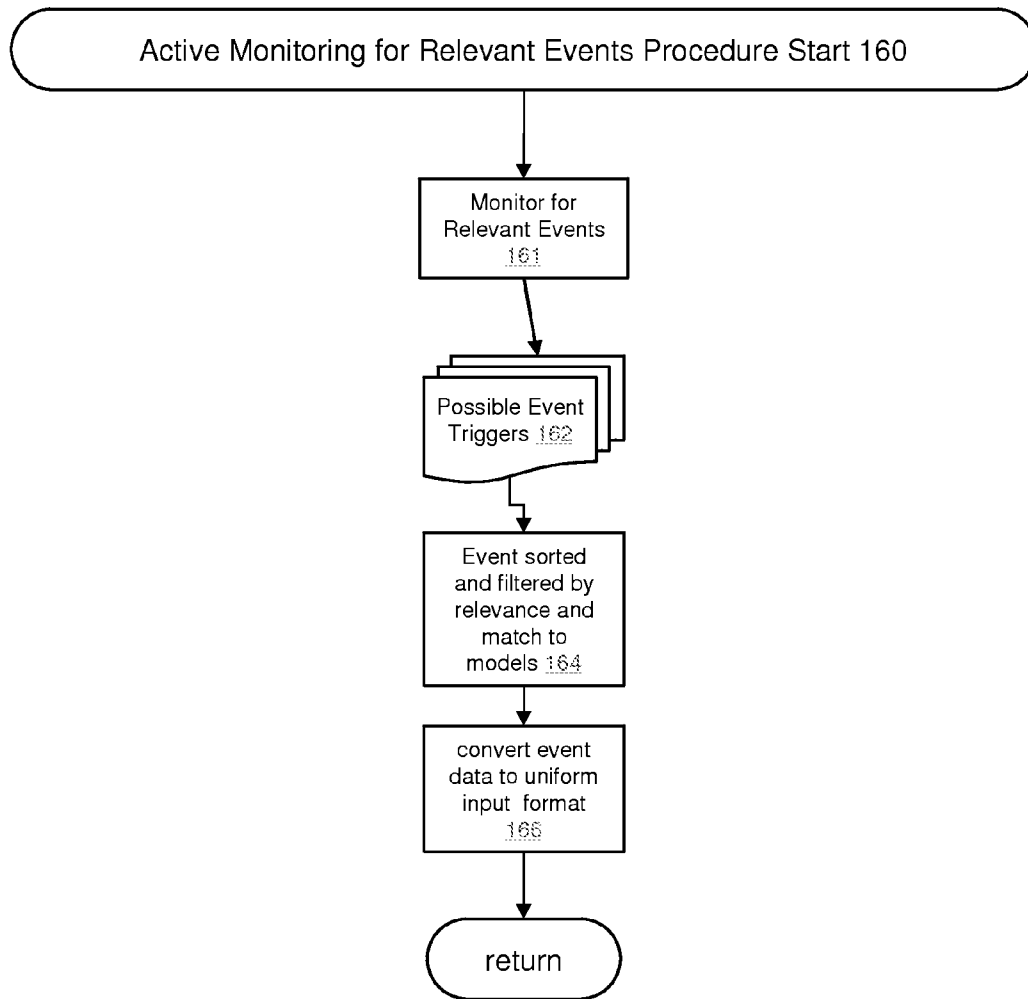 Active Monitoring for Relevant Events Procedure Start 160
Monitor for
Relevant Events
161
Possible Event
Triggers 162
Event sorted
and filtered by
relevance and
match to
models 164
convert event
data to uniform
input format
165
return